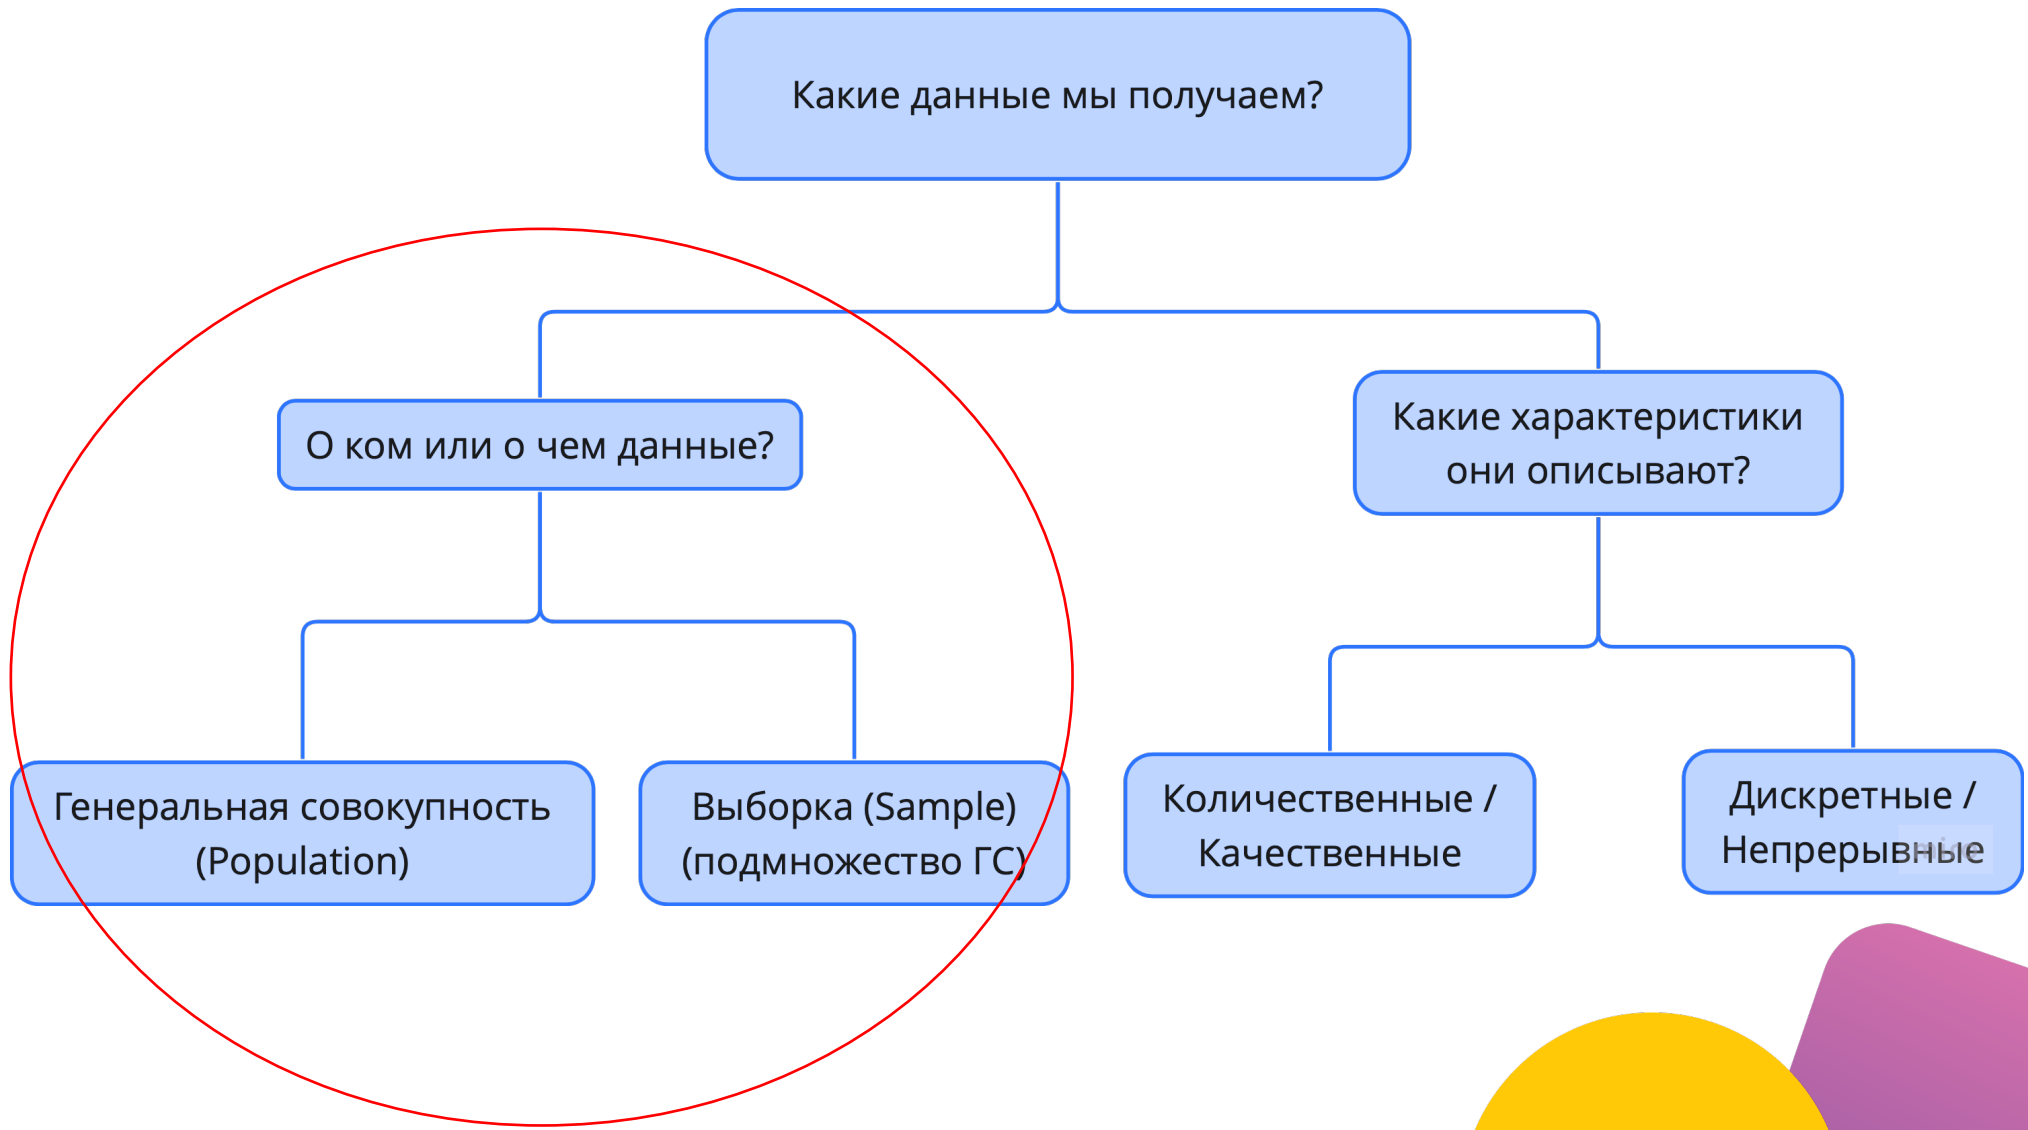 Какие данные мы получаем?
О ком или о чем данные?
Какие характеристики
они описывают?
Генеральная совокупность
(Population)
Выборка (Sample)
(подмножество ГС)
Количественные /
Качественные
Дискретные /
Непрерывные
miro